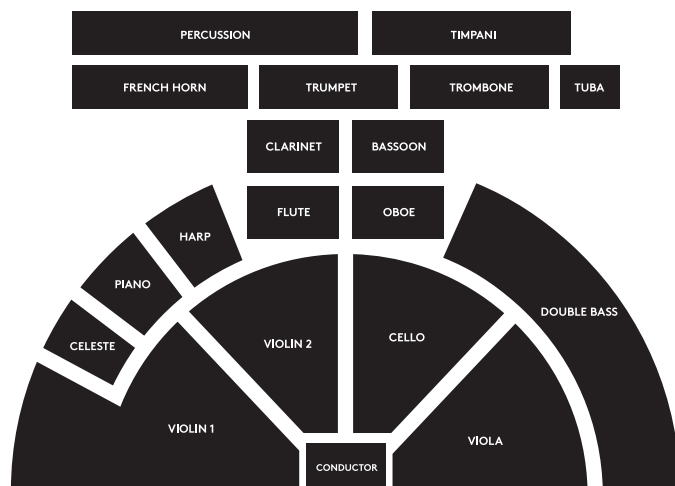 PERCUSSION
TIMPANI
FRENCH HORN
TRUMPET
TROMBONE
TUBA
CLARINET
BASSOON
FLUTE
OBOE
HARP
PIANO
CELESTE
VIOLIN 1
VIOLIN 2
CELLO
VIOLA
DOUBLE BASS
CONDUCTOR